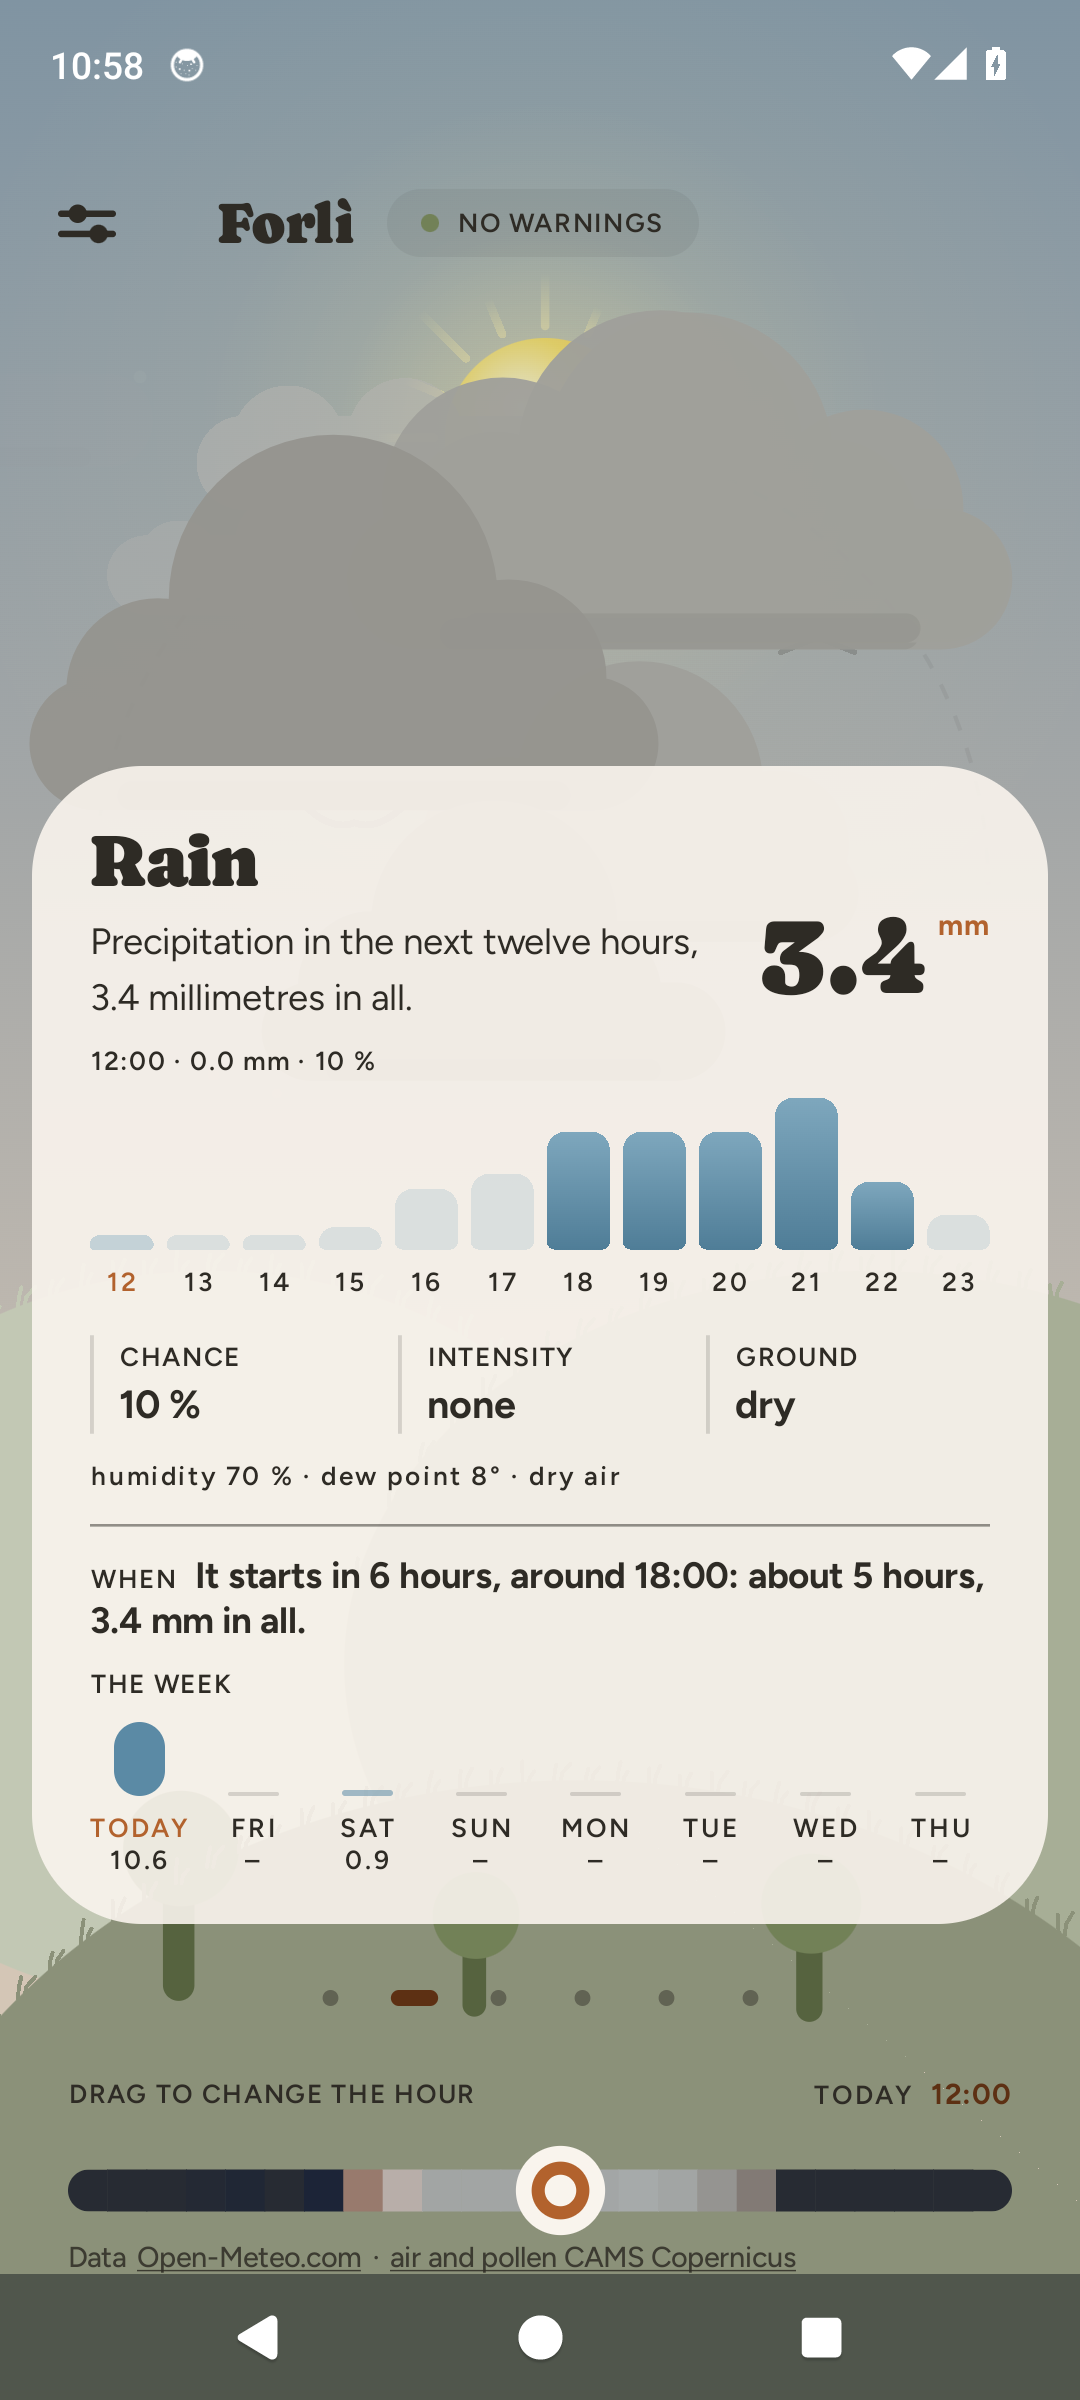 10:58
Forlì
NO WARNINGS
Rain
Precipitation in the next twelve hours,
3.4 millimetres in all.
3.4 mm
12:00 · 0.0 mm · 10 %
12 13 14 15 16 17 18 19 20 21 22 23
CHANCE INTENSITY GROUND
10 % none dry
humidity 70 % · dew point 8° · dry air
WHEN It starts in 6 hours, around 18:00: about 5 hours,
3.4 mm in all.
THE WEEK
TODAY FRI SAT SUN MON TUE WED THU
10.6 – 0.9 – – – – –
DRAG TO CHANGE THE HOUR TODAY 12:00
Data Open-Meteo.com · air and pollen CAMS Copernicus